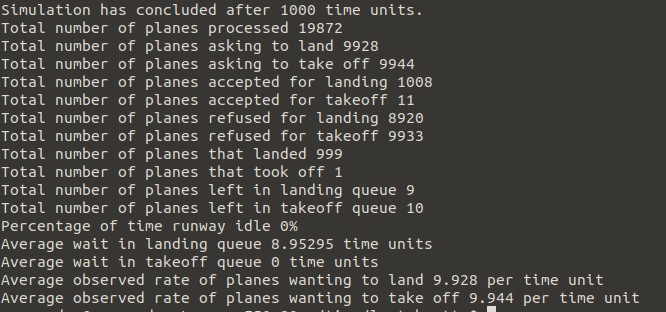 Simulation has concluded after 1000 time units.
Total number of planes processed 19872
Total number of planes asking to land 9928
Total number of planes asking to take off 9944
Total number of planes accepted for landing 1008
Total number of planes accepted for takeoff 11
Total number of planes refused for landing 8920
Total number of planes refused for takeoff 9933
Total number of planes that landed 999
Total number of planes that took off 1
Total number of planes left in landing queue 9
Total number of planes left in takeoff queue 10
Percentage of time runway idle 0%
Average wait in landing queue 8.95295 time units
Average wait in takeoff queue 0 time units
Average observed rate of planes wanting to land 9.928 per time unit
Average observed rate of planes wanting to take off 9.944 per time unit